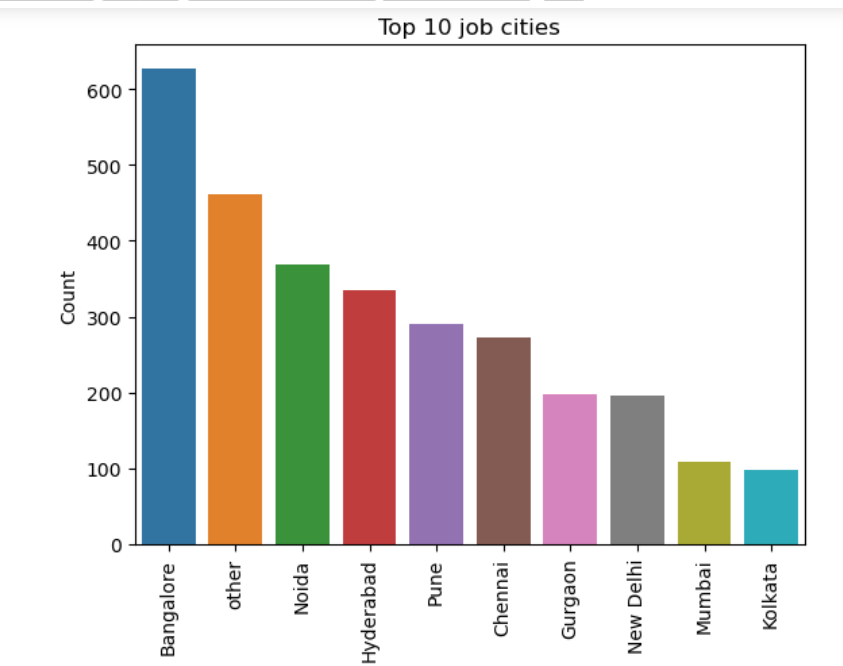 Top 10 job cities
600
500
400
300
200
100
0
Count
Bangalore
other
Noida
Hyderabad
Pune
Chennai
Gurgaon
New Delhi
Mumbai
Kolkata